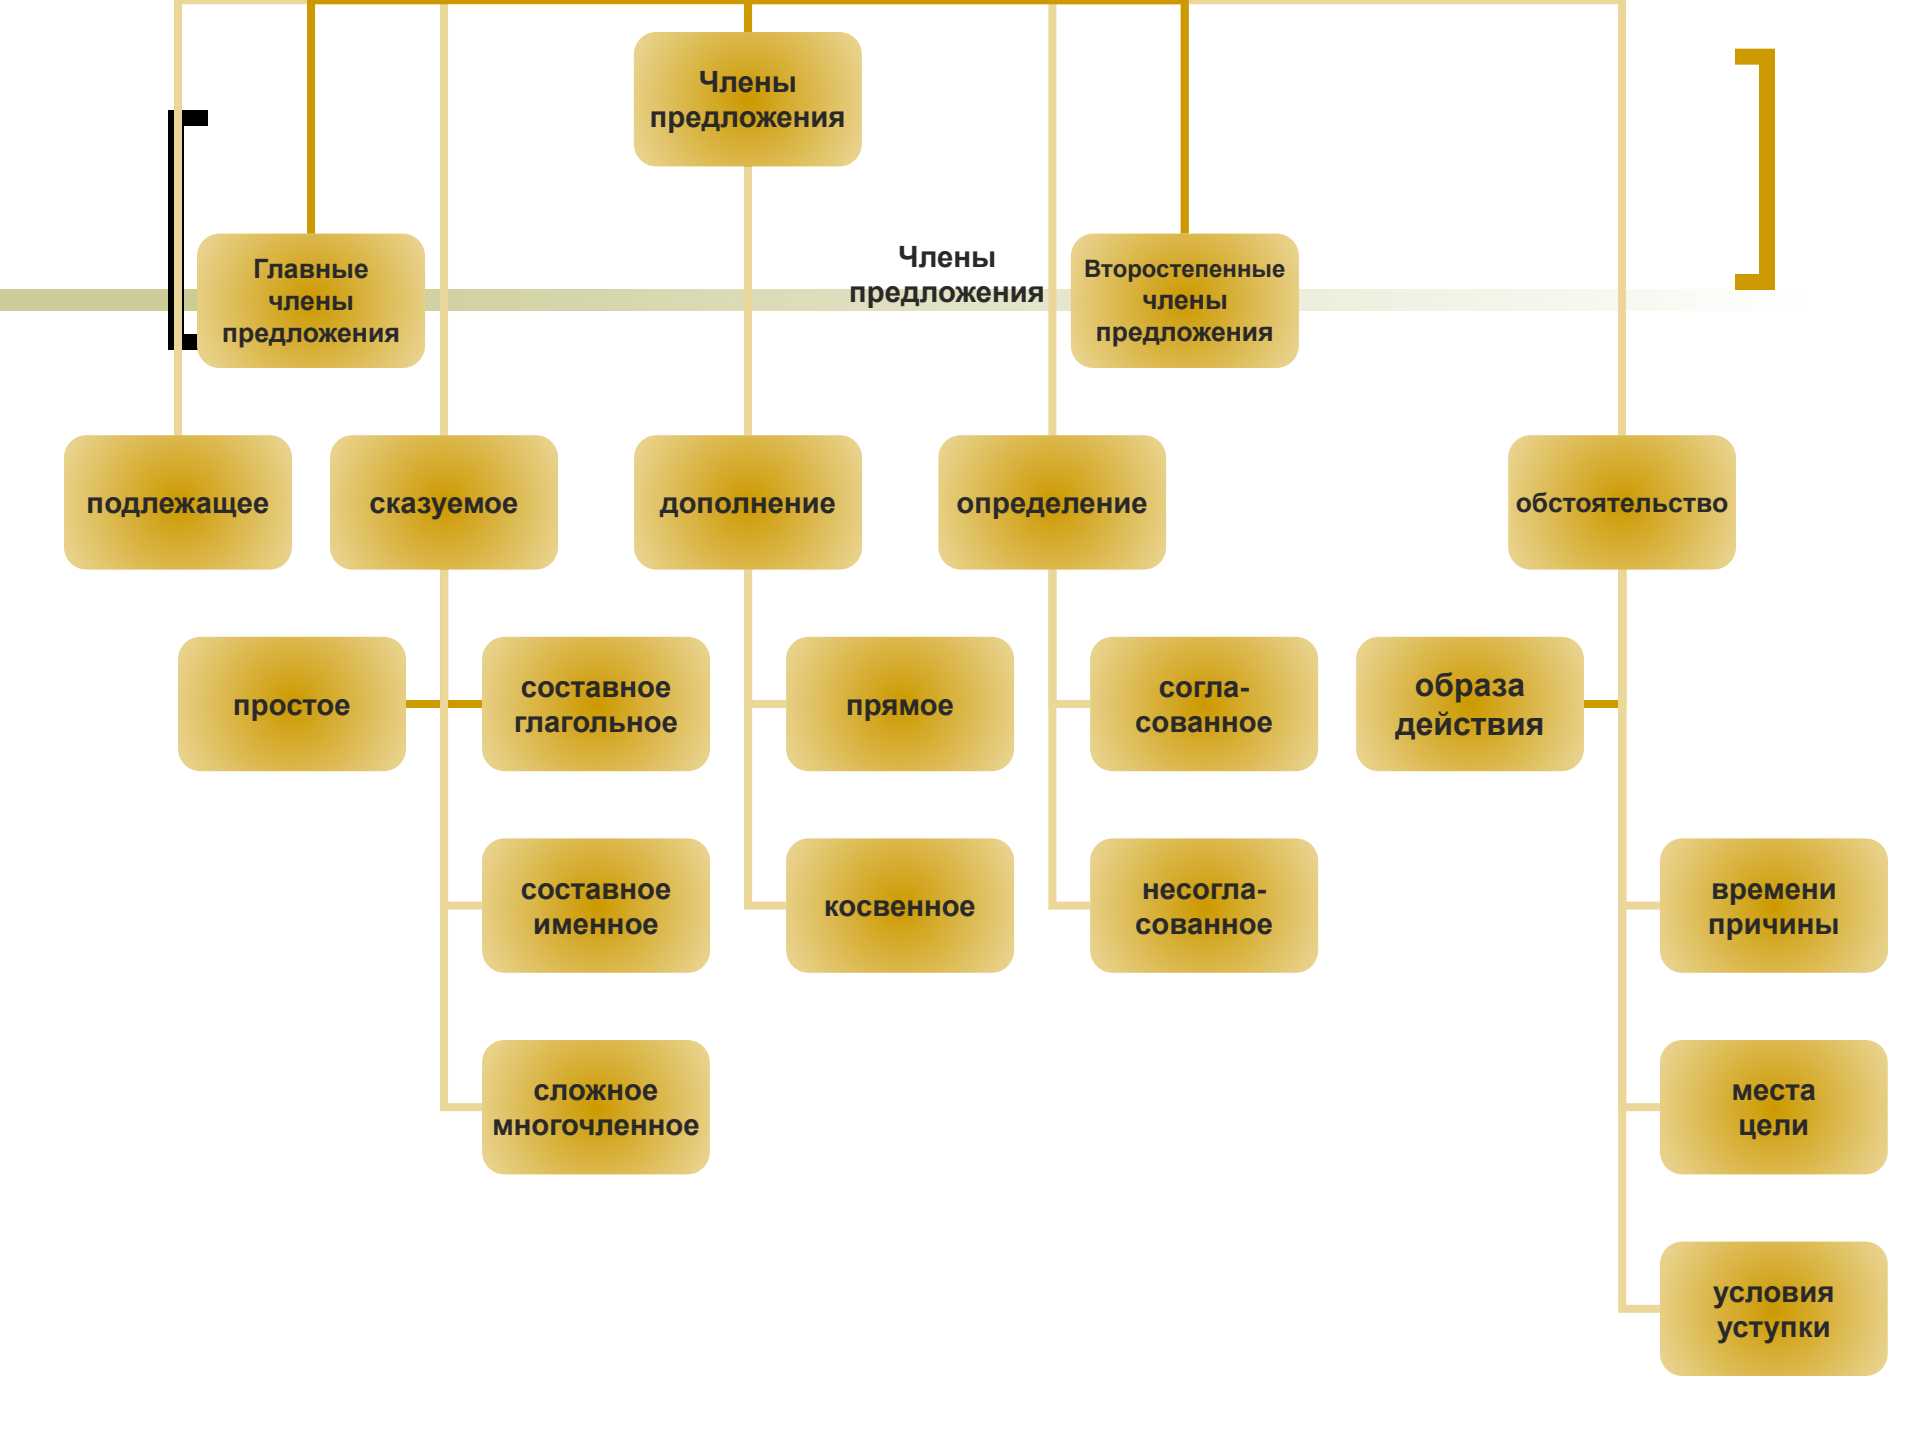 Члены
предложения
Главные
члены
предложения
Члены
предложения
Второстепенные
члены
предложения
подлежащее
сказуемое
дополнение
определение
обстоятельство
простое
составное
глагольное
прямое
согла-
сованное
образа
действия
составное
именное
косвенное
несогла-
сованное
времени
причины
сложное
многочленное
места
цели
условия
уступки